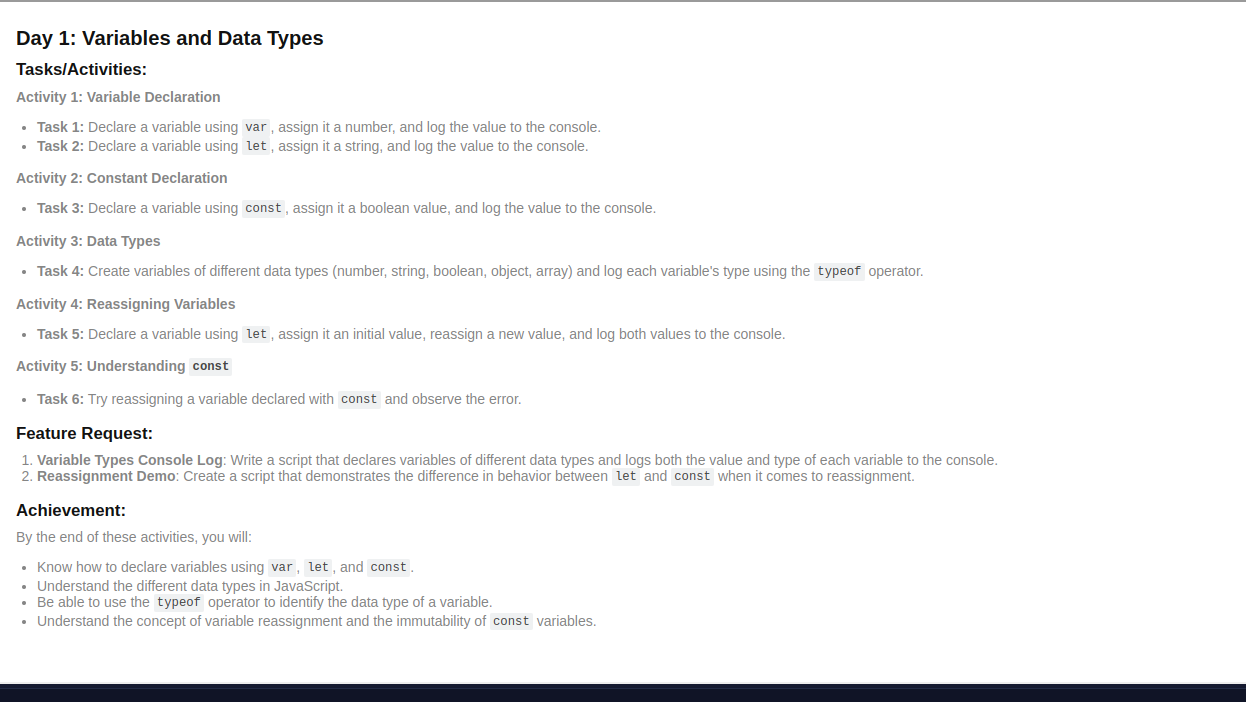 Day 1: Variables and Data Types
Tasks/Activities:
Activity 1: Variable Declaration
• Task 1: Declare a variable using var, assign it a number, and log the value to the console.
• Task 2: Declare a variable using let, assign it a string, and log the value to the console.
Activity 2: Constant Declaration
• Task 3: Declare a variable using const, assign it a boolean value, and log the value to the console.
Activity 3: Data Types
• Task 4: Create variables of different data types (number, string, boolean, object, array) and log each variable's type using the typeof operator.
Activity 4: Reassigning Variables
• Task 5: Declare a variable using let, assign it an initial value, reassign a new value, and log both values to the console.
Activity 5: Understanding const
• Task 6: Try reassigning a variable declared with const and observe the error.
Feature Request:
1. Variable Types Console Log: Write a script that declares variables of different data types and logs both the value and type of each variable to the console.
2. Reassignment Demo: Create a script that demonstrates the difference in behavior between let and const when it comes to reassignment.
Achievement:
By the end of these activities, you will:
• Know how to declare variables using var, let, and const.
• Understand the different data types in JavaScript.
• Be able to use the typeof operator to identify the data type of a variable.
• Understand the concept of variable reassignment and the immutability of const variables.